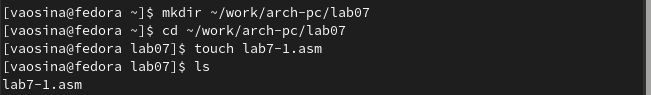 [vaosina@fedora ~]$ mkdir ~/work/arch-pc/lab07
[vaosina@fedora ~]$ cd ~/work/arch-pc/lab07
[vaosina@fedora lab07]$ touch lab7-1.asm
[vaosina@fedora lab07]$ ls
lab7-1.asm